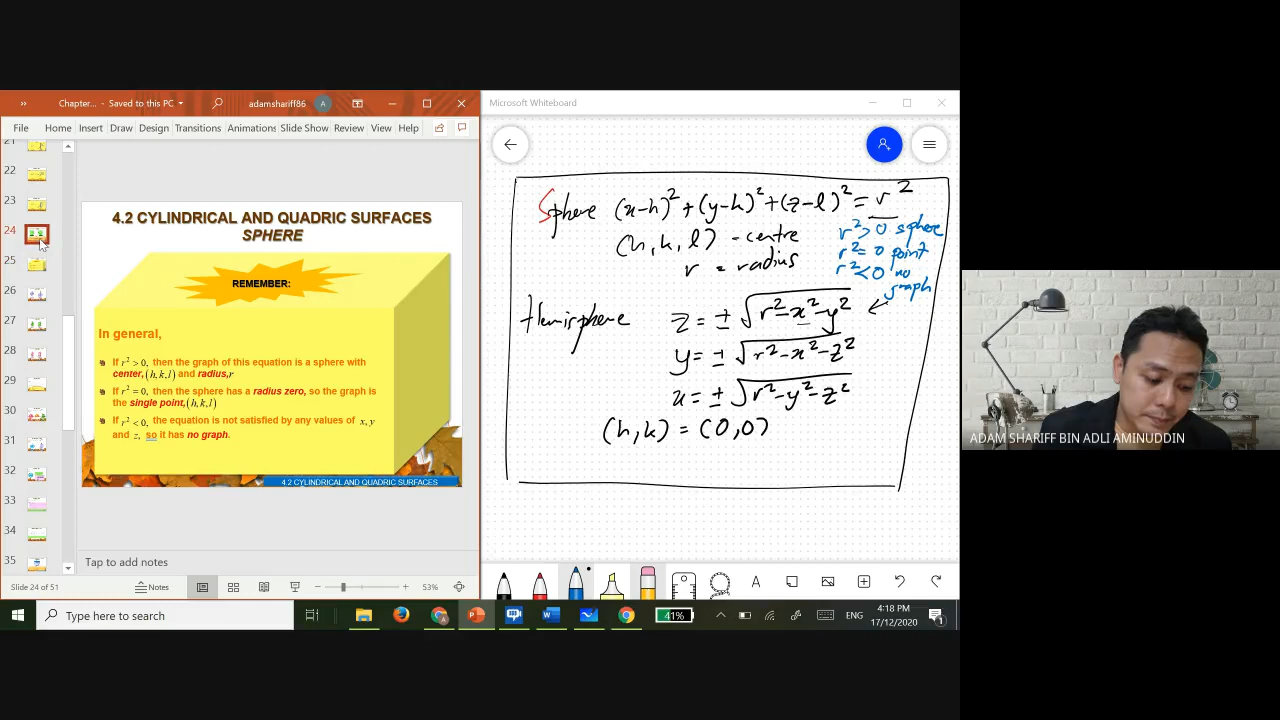 Chapter... - Saved to this PC
adamshariff86
A
File Home Insert Draw Design Transitions Animations Slide Show Review View Help
21
22
23
24
25
26
27
28
29
30
31
32
33
34
35
4.2 CYLINDRICAL AND QUADRIC SURFACES
SPHERE
REMEMBER:
In general,
If r² > 0, then the graph of this equation is a sphere with
center, (h, k, l) and radius, r
If r² = 0, then the sphere has a radius zero, so the graph is
the single point, (h, k, l)
If r² < 0, the equation is not satisfied by any values of x, y
and z, so it has no graph.
4.2 CYLINDRICAL AND QUADRIC SURFACES
Tap to add notes
Slide 24 of 51
Notes
53%
Microsoft Whiteboard
Sphere (x-h)² + (y-k)² + (z-l)² = r²
(h, k, l) - centre
r = radius
r² > 0 sphere
r² = 0 point
r² < 0 no
graph
Hemisphere z = ± √r²-x²-y²
y = ± √r²-x²-z²
x = ± √r²-y²-z²
(h, k) = (0, 0)
A
Type here to search
41%
ENG
4:18 PM
17/12/2020
1
ADAM SHARIFF BIN ADLI AMINUDDIN